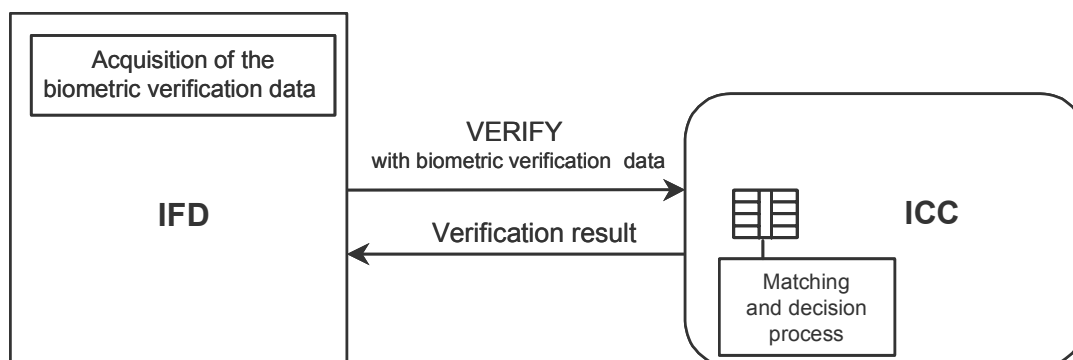 Acquisition of the
biometric verification data
IFD
VERIFY
with biometric verification data
Verification result
ICC
Matching
and decision
process